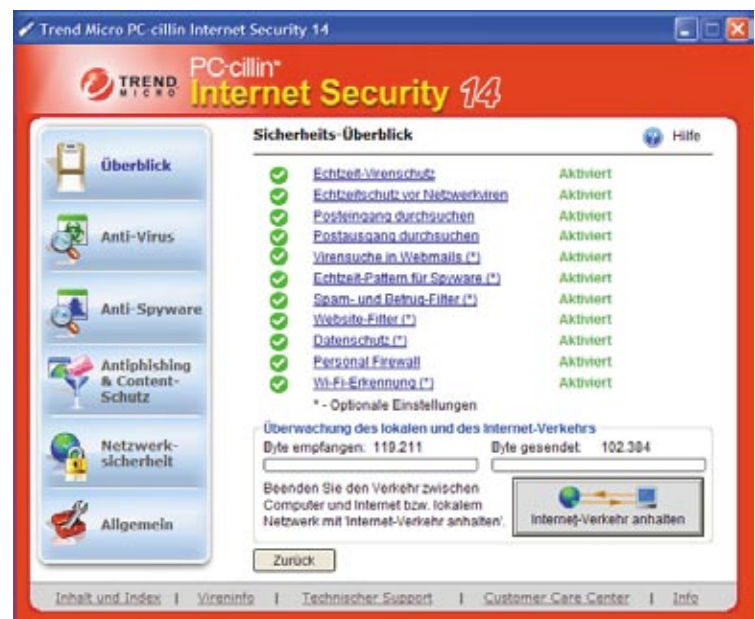 Trend Micro PC-cillin Internet Security 14
TREND MICRO
PC-cillin™
Internet Security 14
Überblick
Anti-Virus
Anti-Spyware
Antiphishing
& Content-
Schutz
Netzwerk-
sicherheit
Allgemein
Sicherheits-Überblick
Hilfe
Echtzeit-Virenschutz Aktiviert
Echtzeitschutz vor Netzwerkviren Aktiviert
Posteingang durchsuchen Aktiviert
Postausgang durchsuchen Aktiviert
Virensuche in Webmails (*) Aktiviert
Echtzeit-Pattern für Spyware (*) Aktiviert
Spam- und Betrug-Filter (*) Aktiviert
Website-Filter (*) Aktiviert
Datenschutz (*) Aktiviert
Personal Firewall Aktiviert
Wi-Fi-Erkennung (*) Aktiviert
* - Optionale Einstellungen
Überwachung des lokalen und des Internet-Verkehrs
Byte empfangen: 119.211 Byte gesendet: 102.384
Beenden Sie den Verkehr zwischen
Computer und Internet bzw. lokalem
Netzwerk mit 'Internet-Verkehr anhalten'.
Internet-Verkehr anhalten
Zurück
Inhalt und Index | Vireninfo | Technischer Support | Customer Care Center | Info